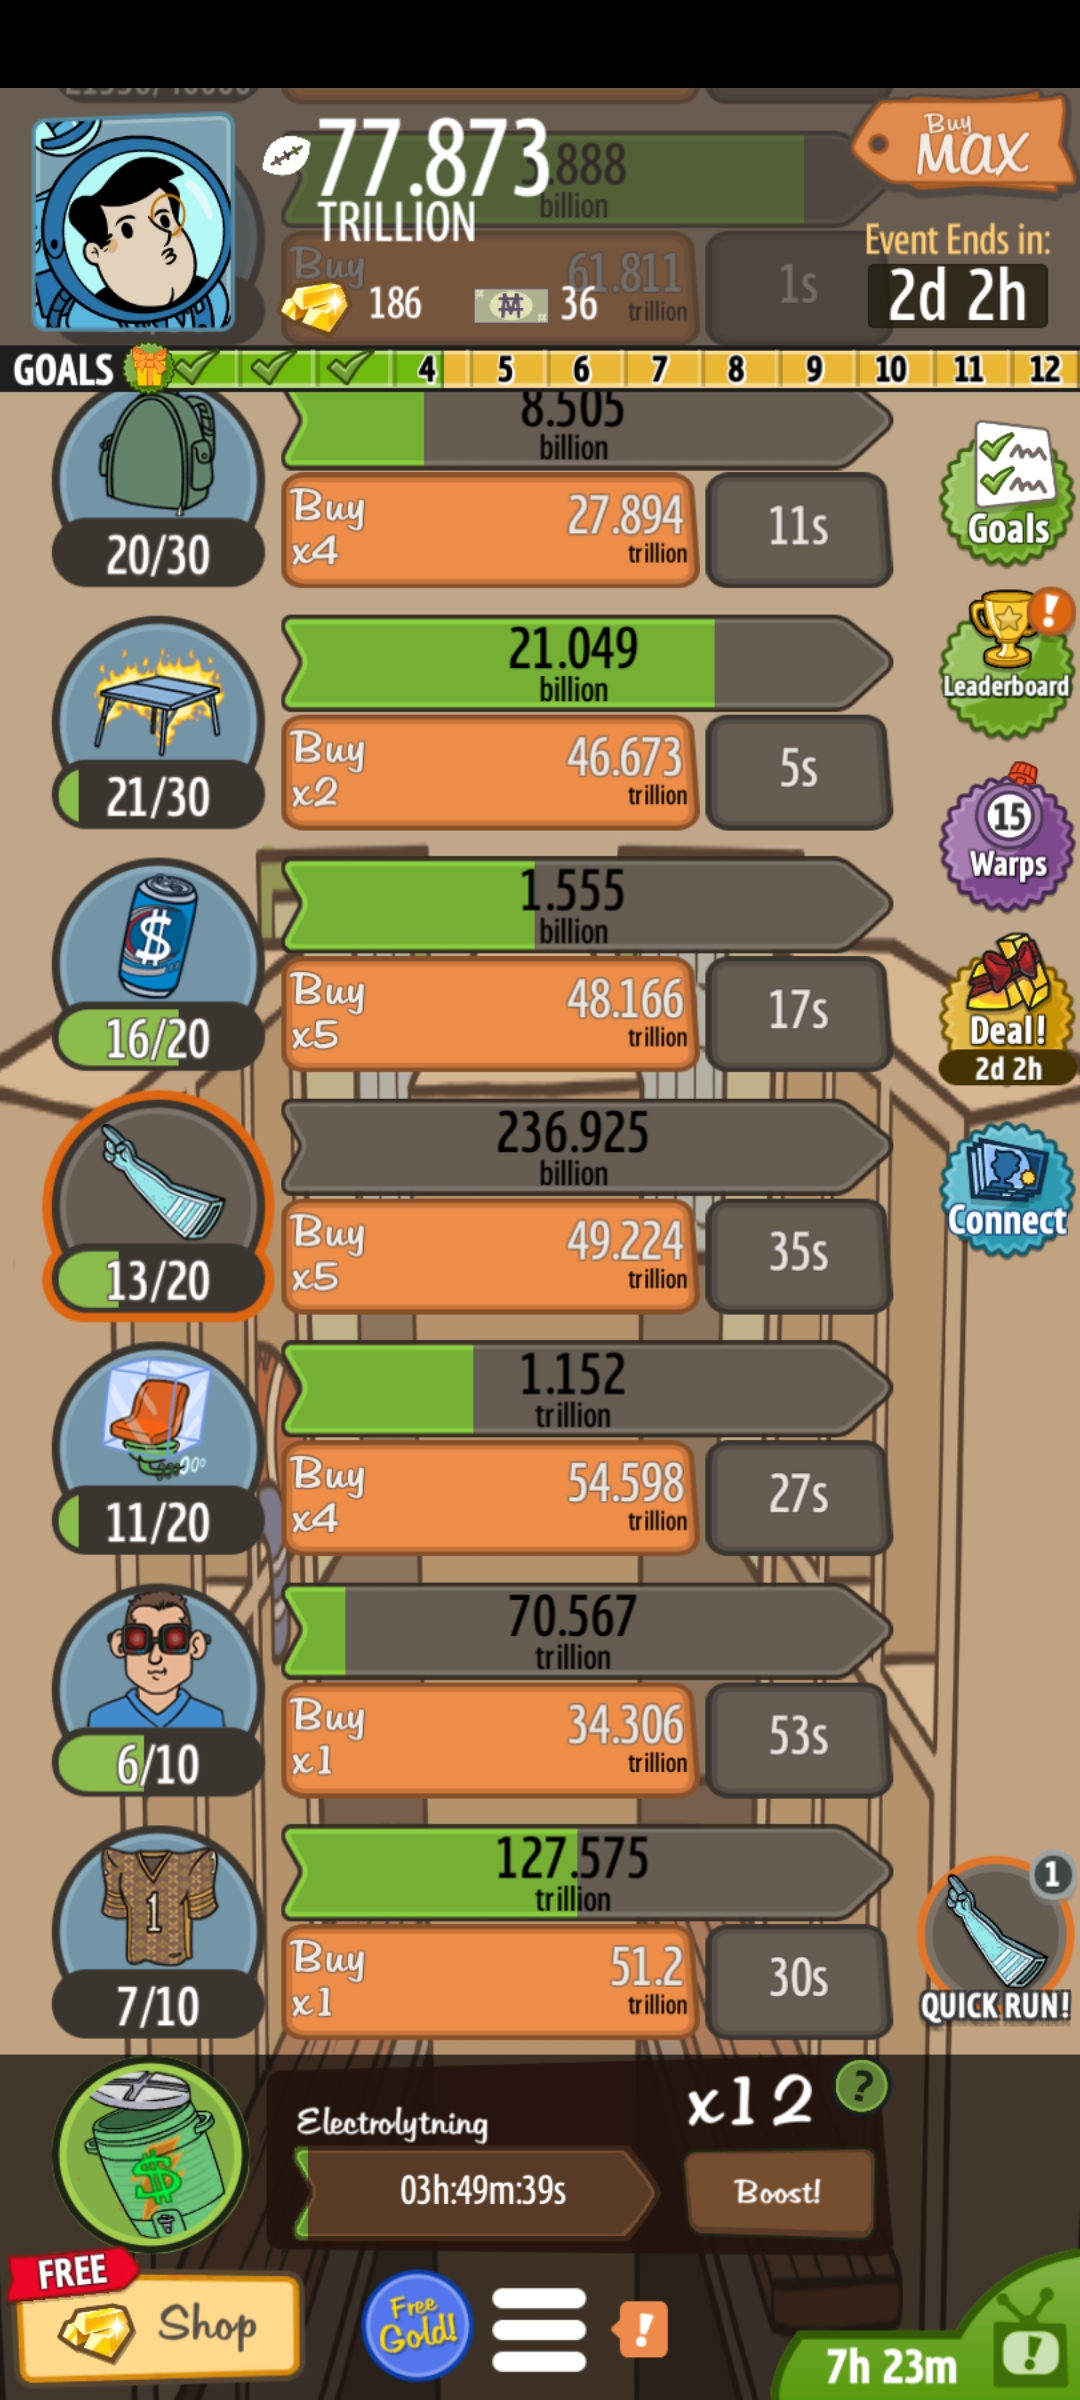 21998/40000
77.873
TRILLION
3.888
billion
Buy
MAX
Event Ends in:
2d 2h
Buy
61.811
trillion
1s
186
36
GOALS
4
5
6
7
8
9
10
11
12
8.505
billion
Buy
x4
27.894
trillion
11s
20/30
Goals
21.049
billion
Buy
x2
46.673
trillion
5s
21/30
!
Leaderboard
1.555
billion
Buy
x5
48.166
trillion
17s
$
16/20
15
Warps
236.925
billion
Buy
x5
49.224
trillion
35s
13/20
Deal!
2d 2h
Connect
1.152
trillion
Buy
x4
54.598
trillion
27s
11/20
70.567
trillion
Buy
x1
34.306
trillion
53s
6/10
127.575
trillion
Buy
x1
51.2
trillion
30s
1
7/10
1
QUICK RUN!
Electrolytning
x12
?
03h:49m:39s
Boost!
$
FREE
Shop
Free
Gold!
!
7h 23m
!